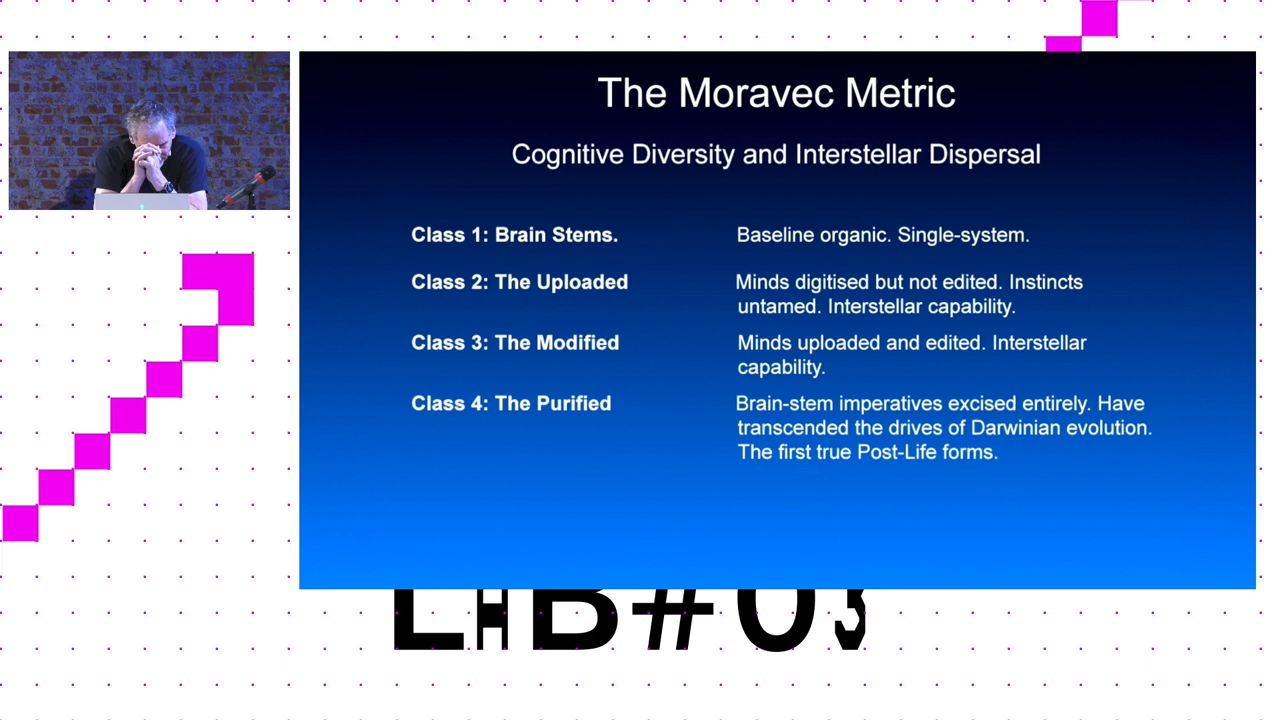 The Moravec Metric
Cognitive Diversity and Interstellar Dispersal
Class 1: Brain Stems.
Baseline organic. Single-system.
Class 2: The Uploaded
Minds digitised but not edited. Instincts
untamed. Interstellar capability.
Class 3: The Modified
Minds uploaded and edited. Interstellar
capability.
Class 4: The Purified
Brain-stem imperatives excised entirely. Have
transcended the drives of Darwinian evolution.
The first true Post-Life forms.
LAB#03